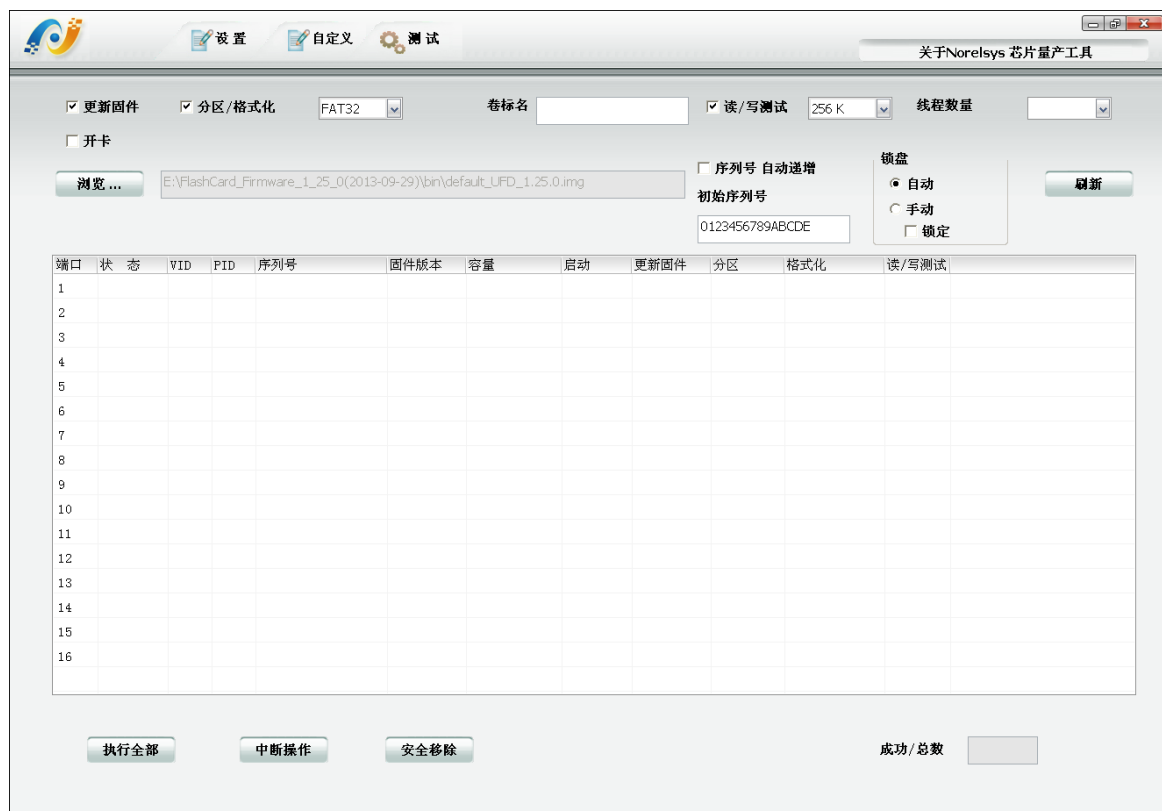 设 置 自定义 测 试
关于Norelsys 芯片量产工具
更新固件 分区/格式化 FAT32 卷标名 读/写测试 256 K 线程数量
开卡
浏览 ... E:\FlashCard_Firmware_1_25_0(2013-09-29)\bin\default_UFD_1.25.0.img
序列号 自动递增
初始序列号
0123456789ABCDE
锁盘
自动
手动
锁定
刷新
端口 状 态 VID PID 序列号 固件版本 容量 启动 更新固件 分区 格式化 读/写测试
1
2
3
4
5
6
7
8
9
10
11
12
13
14
15
16
执行全部 中断操作 安全移除 成功/总数